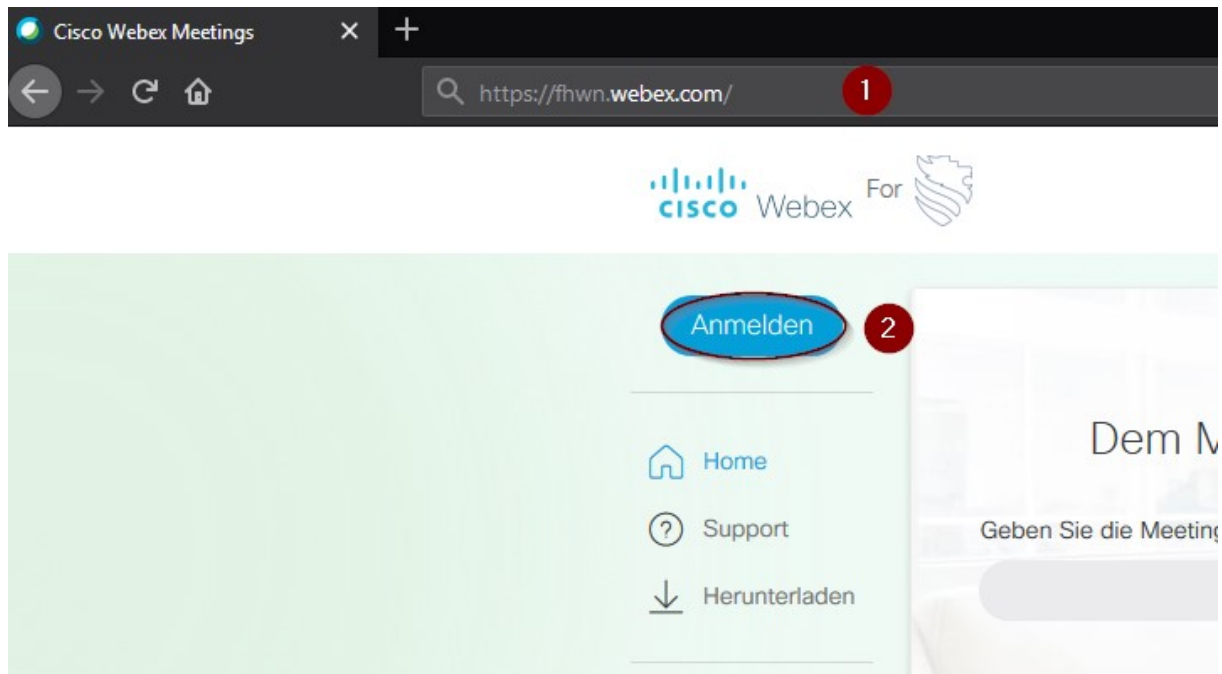 Cisco Webex Meetings
https://fhwn.webex.com/
1
cisco Webex For
Anmelden
2
Home
Support
Herunterladen
Dem
Geben Sie die Meeting